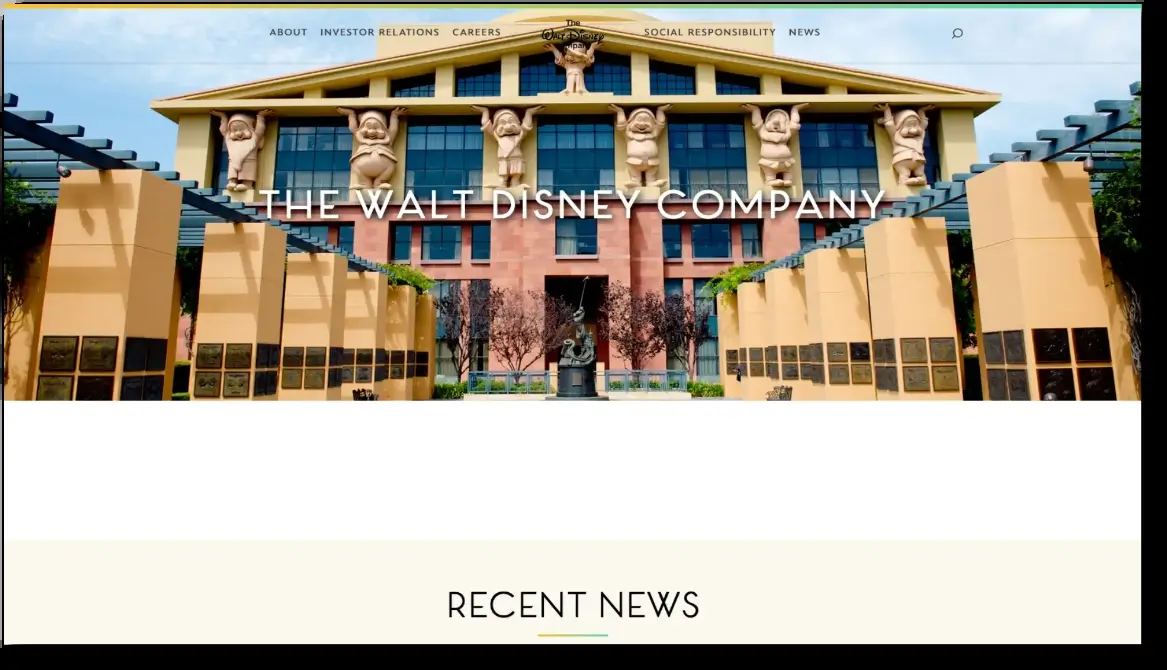 ABOUT INVESTOR RELATIONS CAREERS
The
WALT DISNEY
Company
SOCIAL RESPONSIBILITY NEWS
THE WALT DISNEY COMPANY
RECENT NEWS